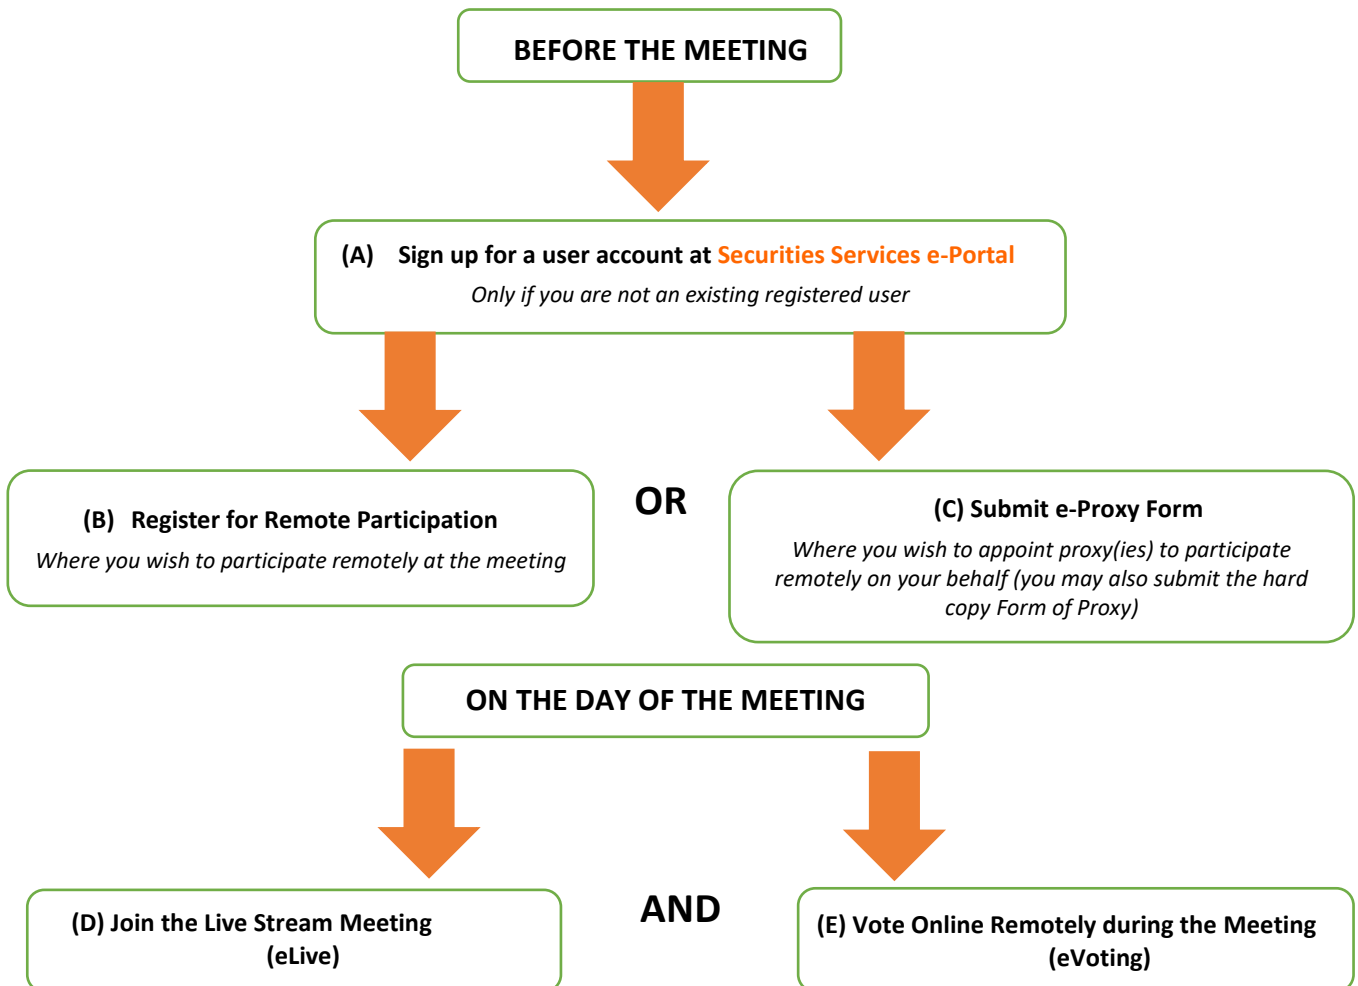 BEFORE THE MEETING
(A) Sign up for a user account at Securities Services e-Portal
Only if you are not an existing registered user
(B) Register for Remote Participation
Where you wish to participate remotely at the meeting
OR
(C) Submit e-Proxy Form
Where you wish to appoint proxy(ies) to participate
remotely on your behalf (you may also submit the hard
copy Form of Proxy)
ON THE DAY OF THE MEETING
(D) Join the Live Stream Meeting
(eLive)
AND
(E) Vote Online Remotely during the Meeting
(eVoting)